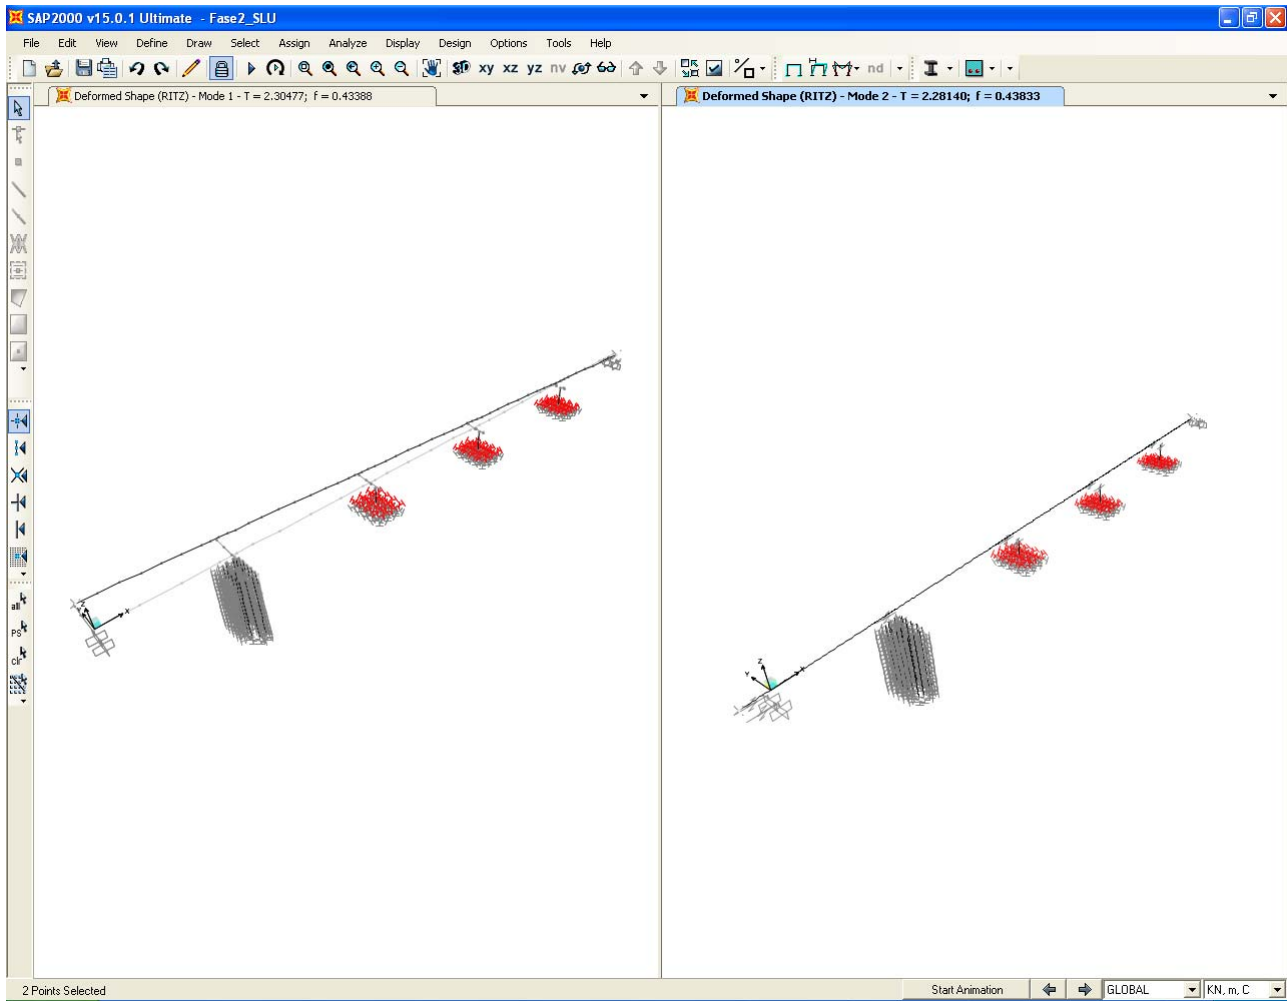 SAP2000 v15.0.1 Ultimate - Fase2_SLU
File Edit View Define Draw Select Assign Analyze Display Design Options Tools Help
3D xy xz yz nv nd
Deformed Shape (RITZ) - Mode 1 - T = 2.30477; f = 0.43388
Deformed Shape (RITZ) - Mode 2 - T = 2.28140; f = 0.43833
all
PS
clr
Z
Y
X
Z
Y
X
2 Points Selected
Start Animation
GLOBAL
KN, m, C